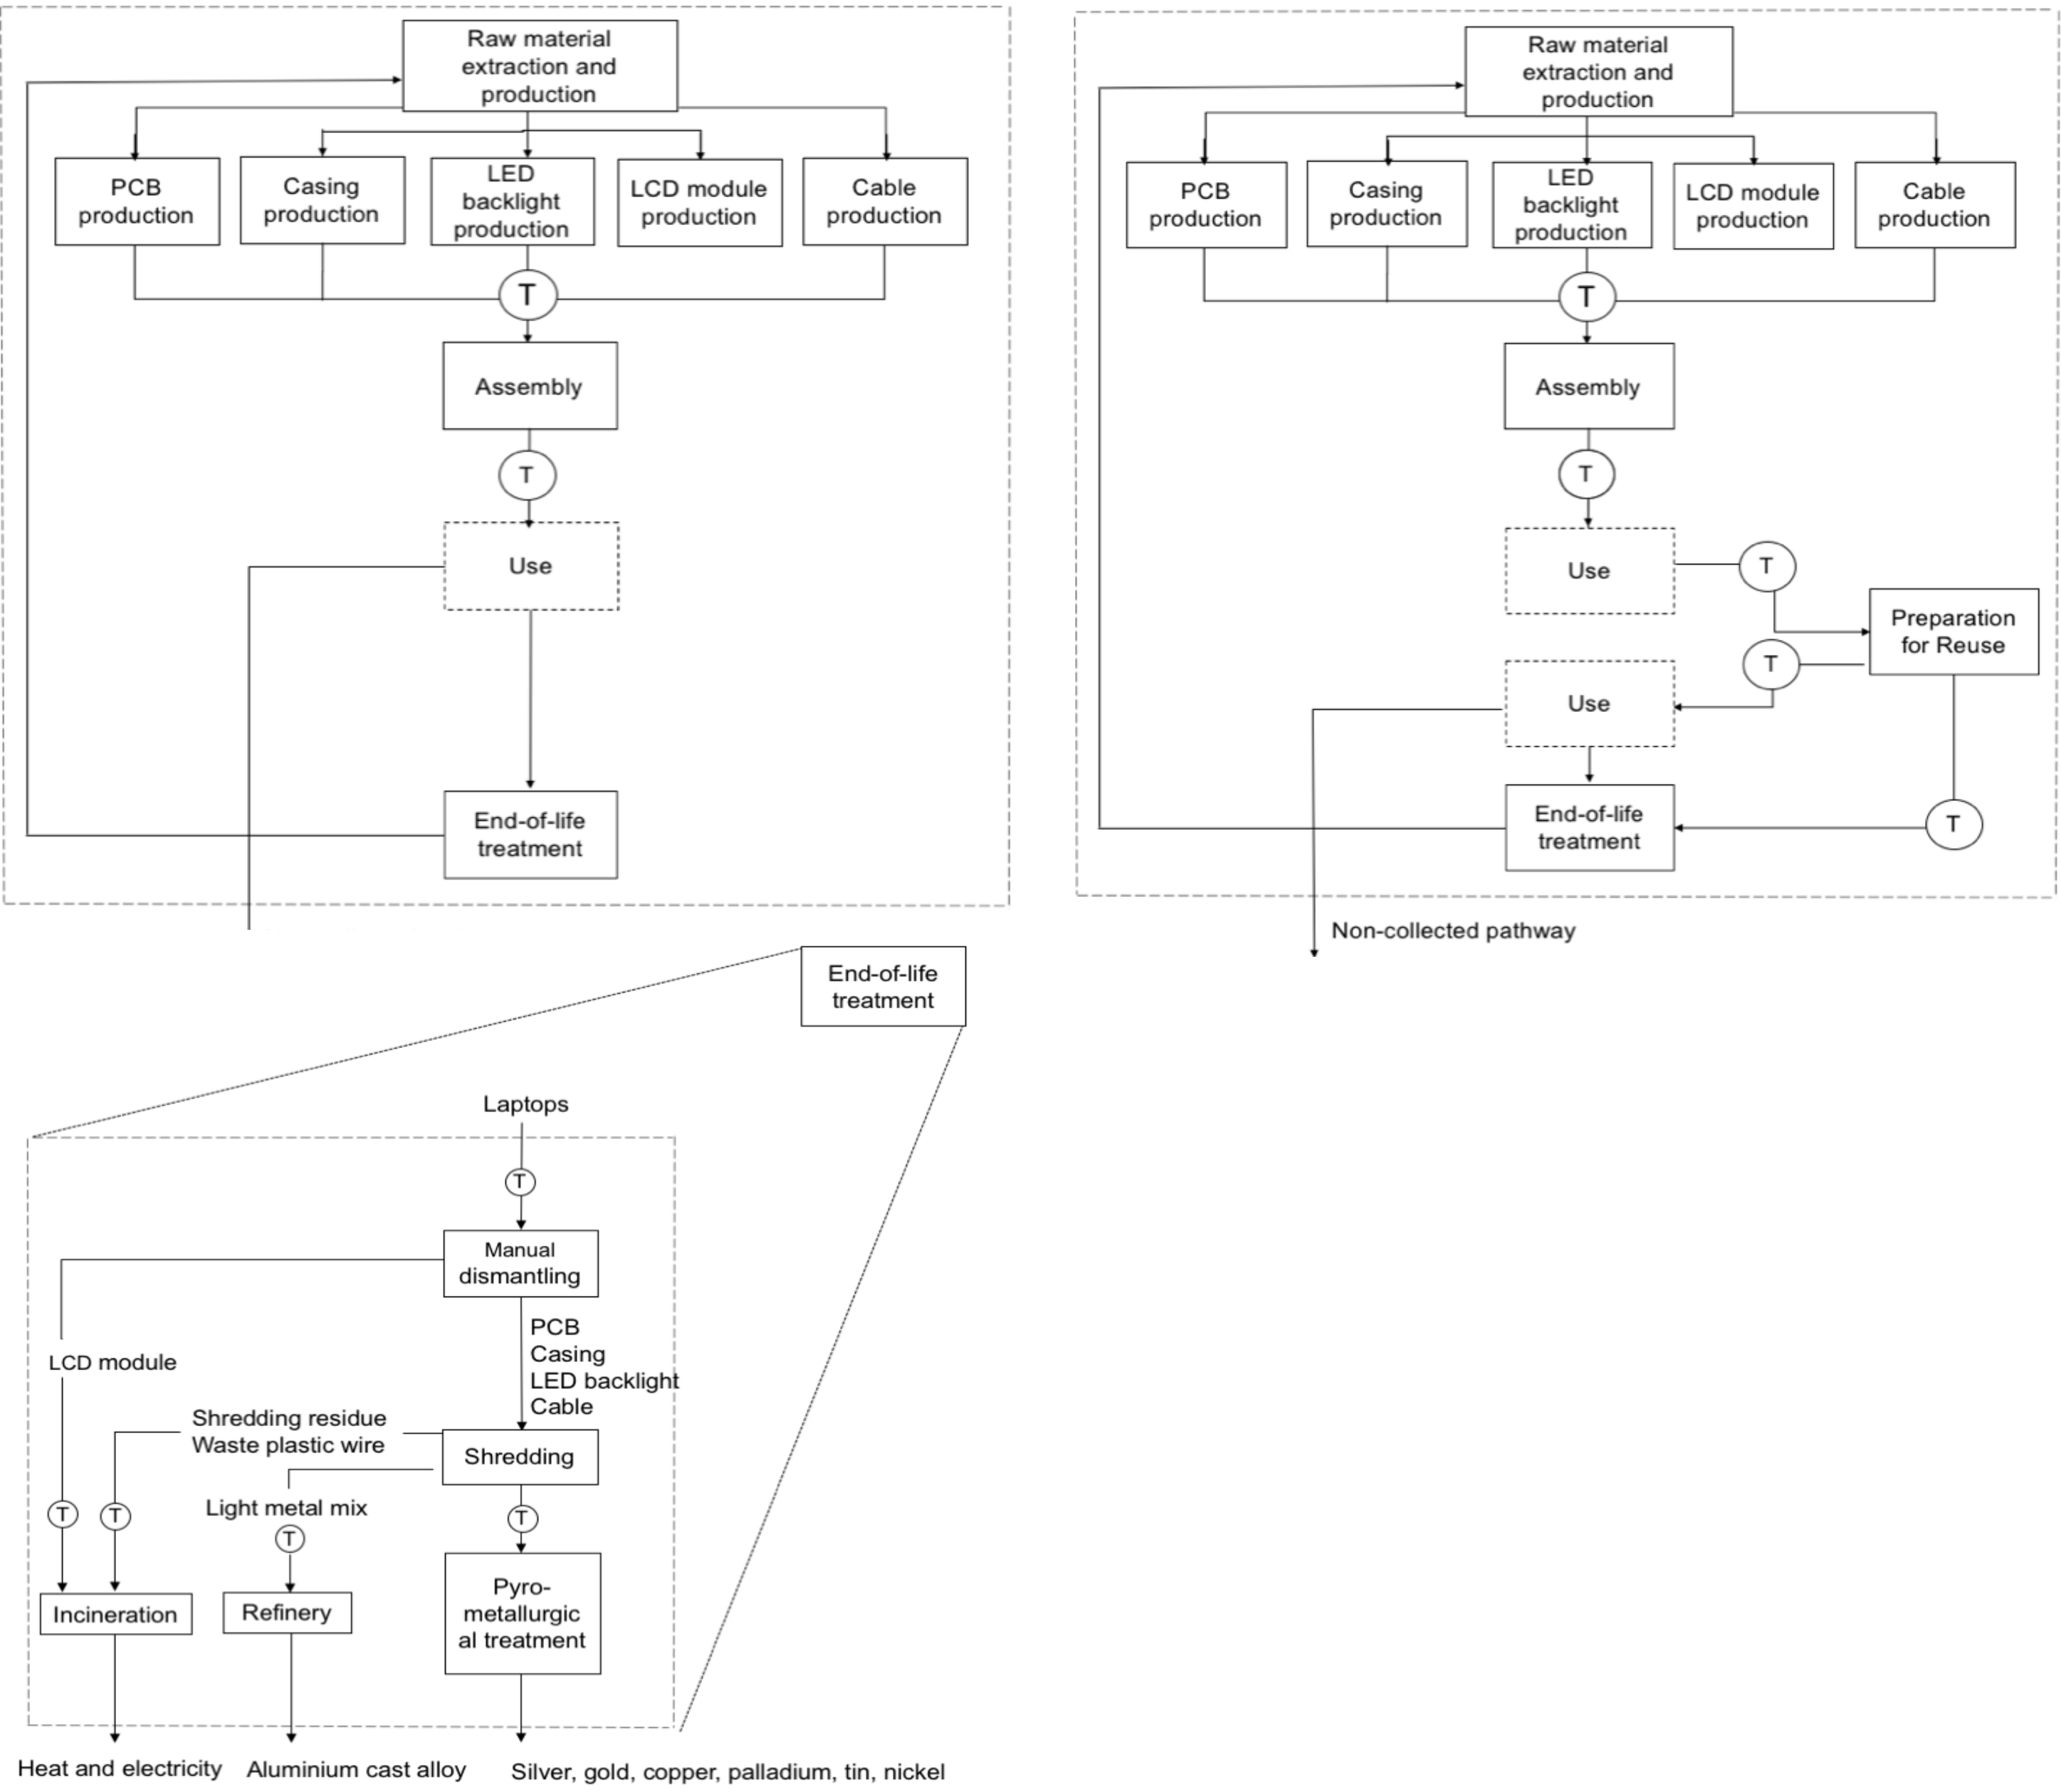 Raw material
extraction and
production
PCB
production
Casing
production
LED
backlight
production
LCD module
production
Cable
production
T
Assembly
T
Use
End-of-life
treatment
Raw material
extraction and
production
PCB
production
Casing
production
LED
backlight
production
LCD module
production
Cable
production
T
Assembly
T
Use
T
Preparation
for Reuse
T
Use
End-of-life
treatment
T
Non-collected pathway
End-of-life
treatment
Laptops
T
Manual
dismantling
PCB
Casing
LED backlight
Cable
LCD module
Shredding residue
Waste plastic wire
Shredding
Light metal mix
T
T
T
T
Incineration
Refinery
Pyro-
metallurgic
al treatment
Heat and electricity
Aluminium cast alloy
Silver, gold, copper, palladium, tin, nickel